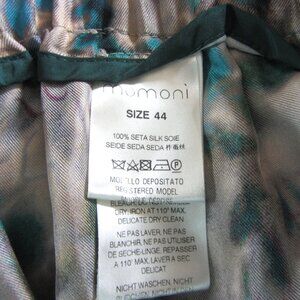 momoni
SIZE 44
100% SETA SILK SOIE
SEIDE SEDA SEDA
MODELLO DEPOSITATO
REGISTERED MODEL
DRY, IRON AT 110° MAX.
DELICATE DRY CLEAN
NE PAS LAVER, NE PAS
BLANCHIR, NE PAS UTILISER
DE SECHE-LINGE, REPASSER
A 110° MAX, LAVER A SEC
DELICAT
NICHT WASCHEN, NICHT